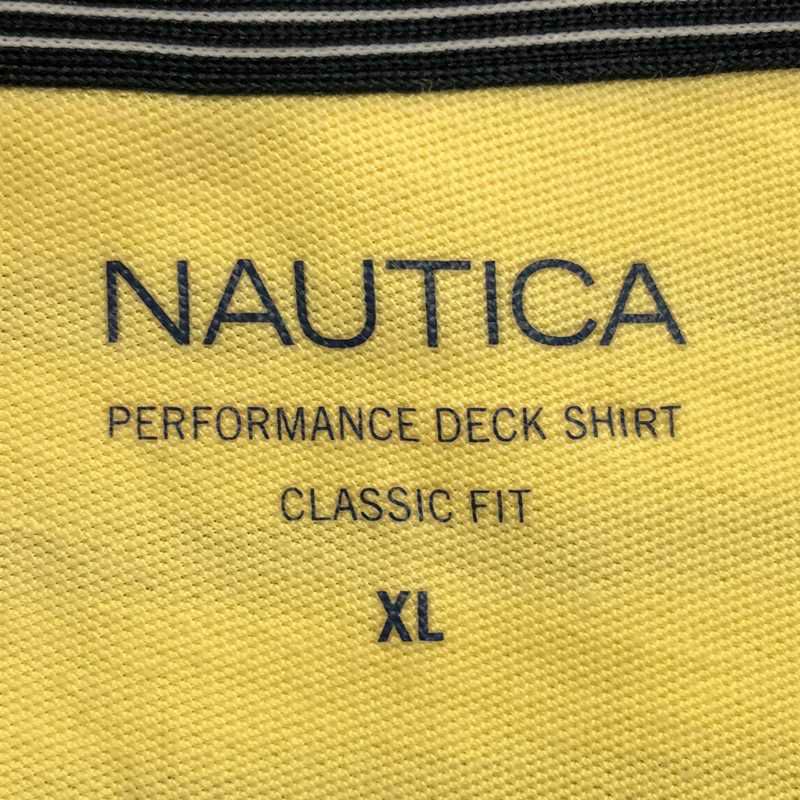 NAUTICA
PERFORMANCE DECK SHIRT
CLASSIC FIT
XL